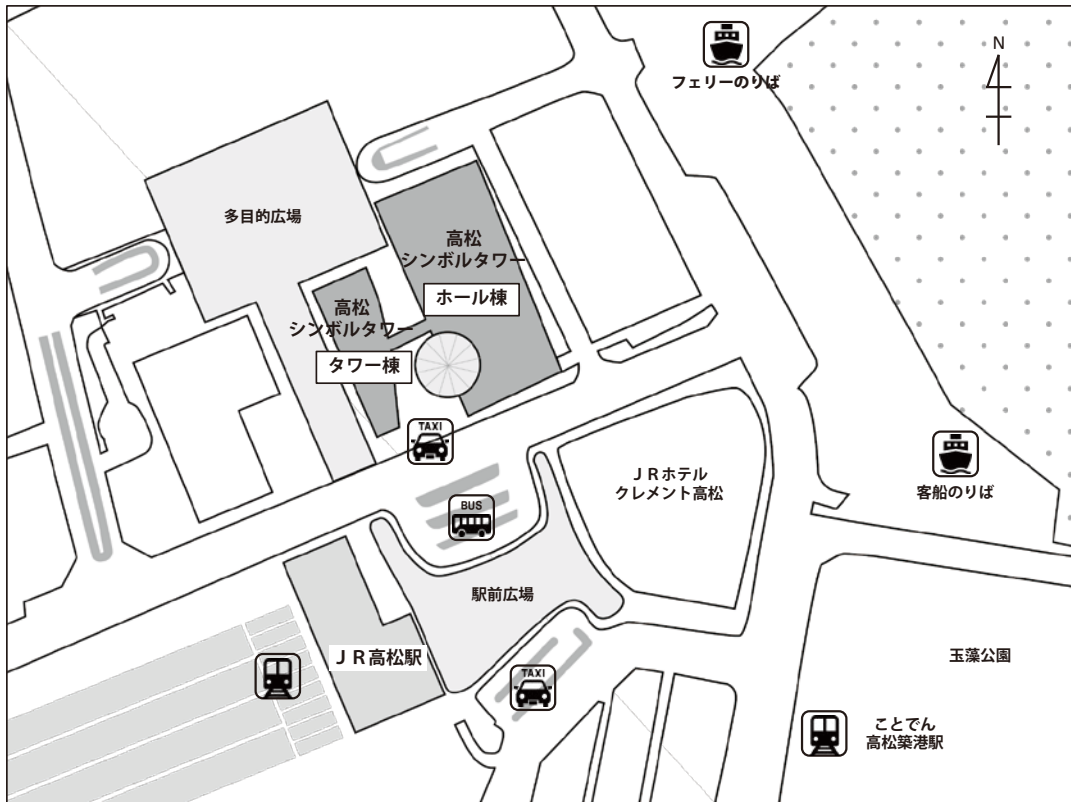 N
フェリーのりば
多目的広場
高松
シンボルタワー
ホール棟
高松
シンボルタワー
タワー棟
TAXI
ＪＲホテル
クレメント高松
客船のりば
BUS
駅前広場
ＪＲ高松駅
TAXI
玉藻公園
ことでん
高松築港駅